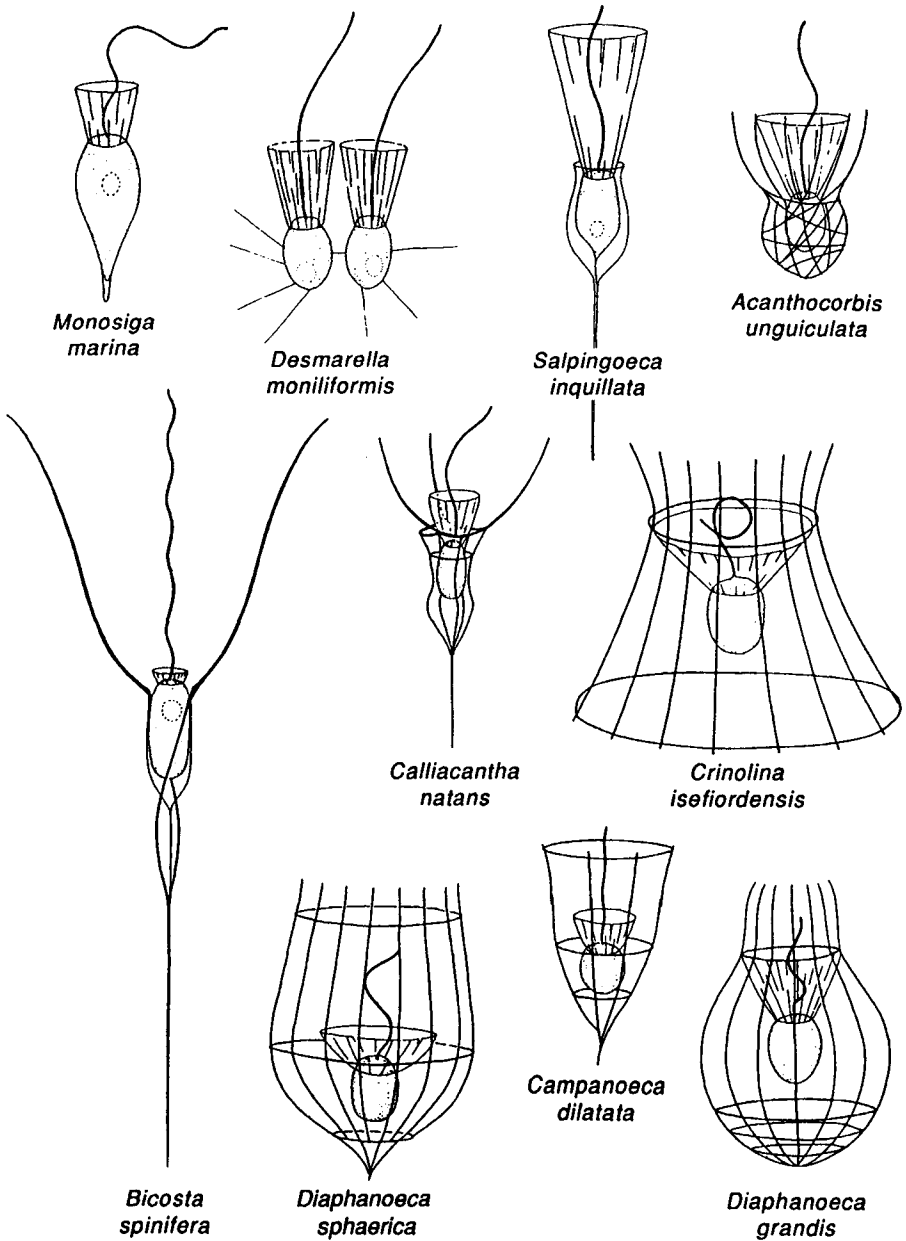 Monosiga
marina
Desmarella
moniliformis
Salpingoeca
inquillata
Acanthocorbis
unguiculata
Calliacantha
natans
Crinolina
isefiordensis
Bicosta
spinifera
Diaphanoeca
sphaerica
Campanoeca
dilatata
Diaphanoeca
grandis